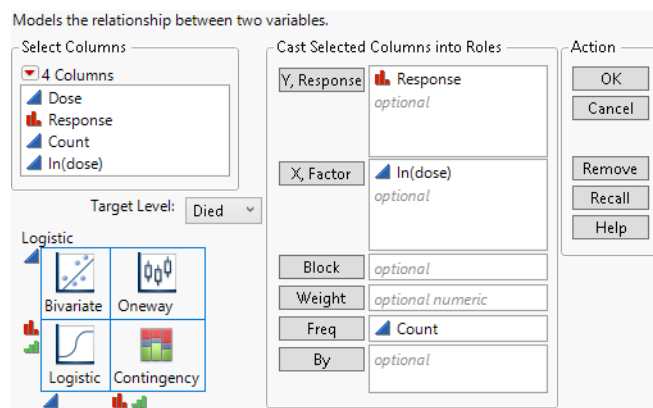 Models the relationship between two variables.
Select Columns
4 Columns
Dose
Response
Count
In(dose)
Target Level: Died
Logistic
Bivariate Oneway
Logistic Contingency
Cast Selected Columns into Roles
Y, Response Response
optional
X, Factor In(dose)
optional
Block optional
Weight optional numeric
Freq Count
By optional
Action
OK
Cancel
Remove
Recall
Help